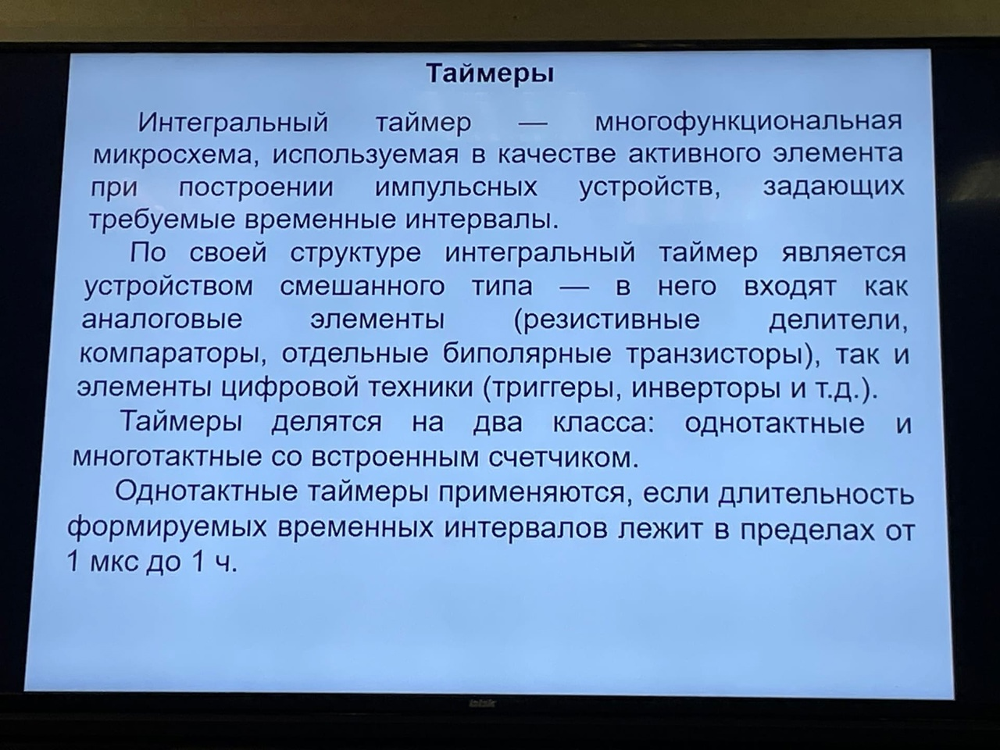 Таймеры
Интегральный таймер — многофункциональная
микросхема, используемая в качестве активного элемента
при построении импульсных устройств, задающих
требуемые временные интервалы.
По своей структуре интегральный таймер является
устройством смешанного типа — в него входят как
аналоговые элементы (резистивные делители,
компараторы, отдельные биполярные транзисторы), так и
элементы цифровой техники (триггеры, инверторы и т.д.).
Таймеры делятся на два класса: однотактные и
многотактные со встроенным счетчиком.
Однотактные таймеры применяются, если длительность
формируемых временных интервалов лежит в пределах от
1 мкс до 1 ч.